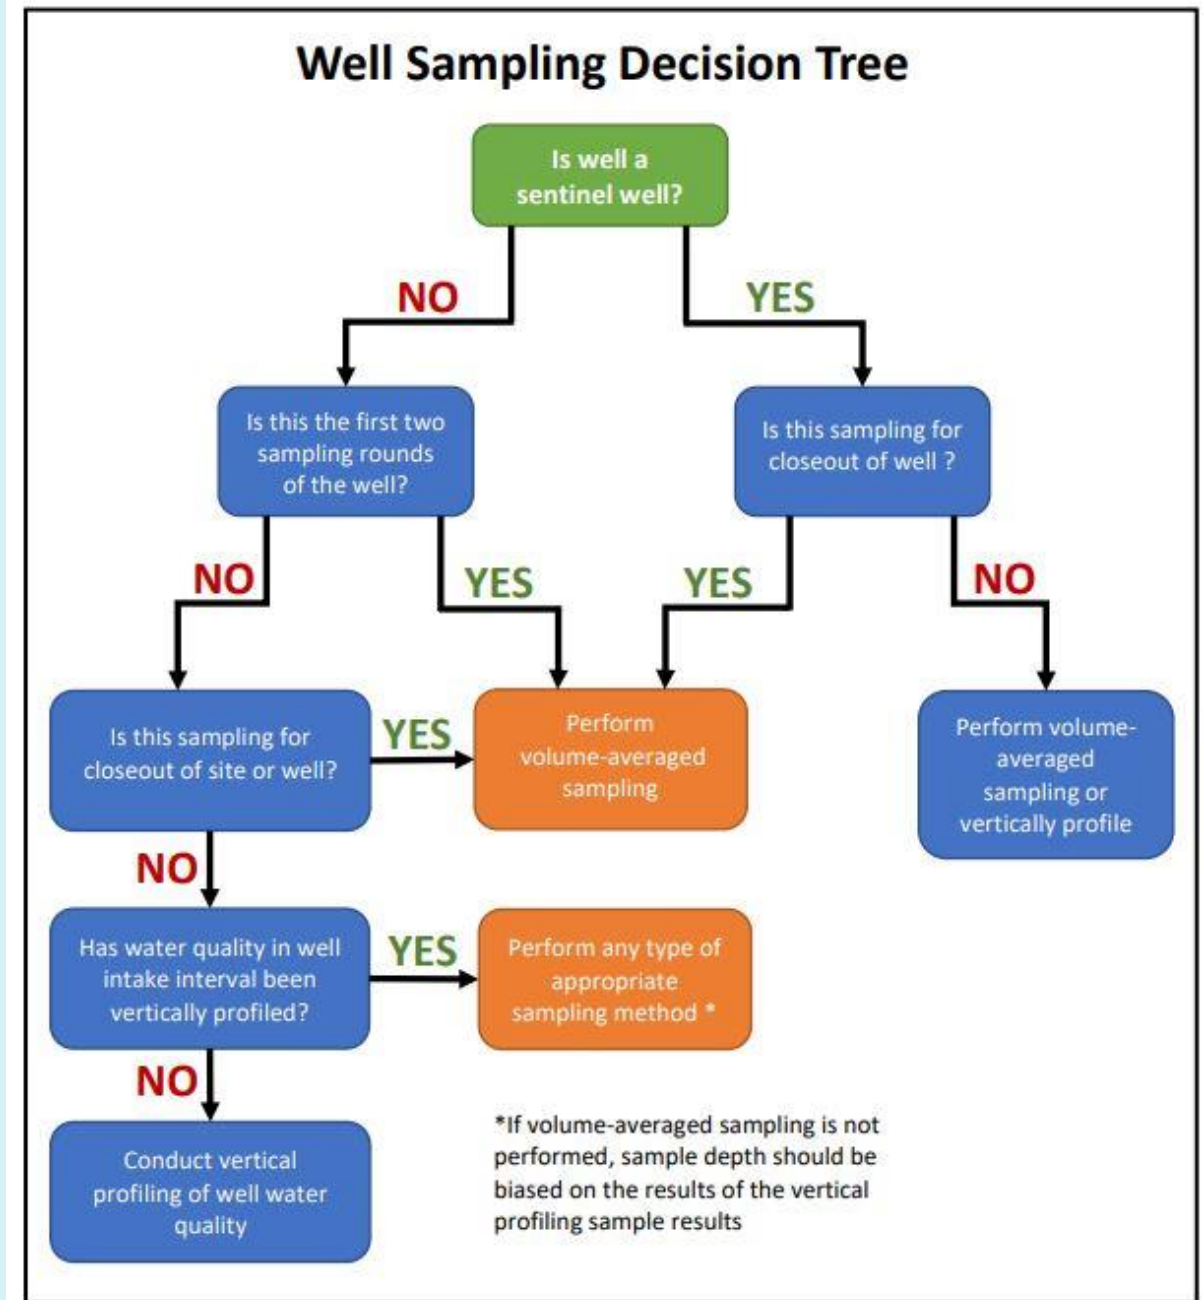 Well Sampling Decision Tree
Is well a
sentinel well?
NO
YES
Is this the first two
sampling rounds
of the well?
Is this sampling for
closeout of well ?
NO
YES
YES
NO
Is this sampling for
closeout of site or well?
YES
Perform
volume-averaged
sampling
Perform volume-
averaged
sampling or
vertically profile
NO
Has water quality in well
intake interval been
vertically profiled?
YES
Perform any type of
appropriate
sampling method *
NO
Conduct vertical
profiling of well water
quality
*If volume-averaged sampling is not
performed, sample depth should be
biased on the results of the vertical
profiling sample results